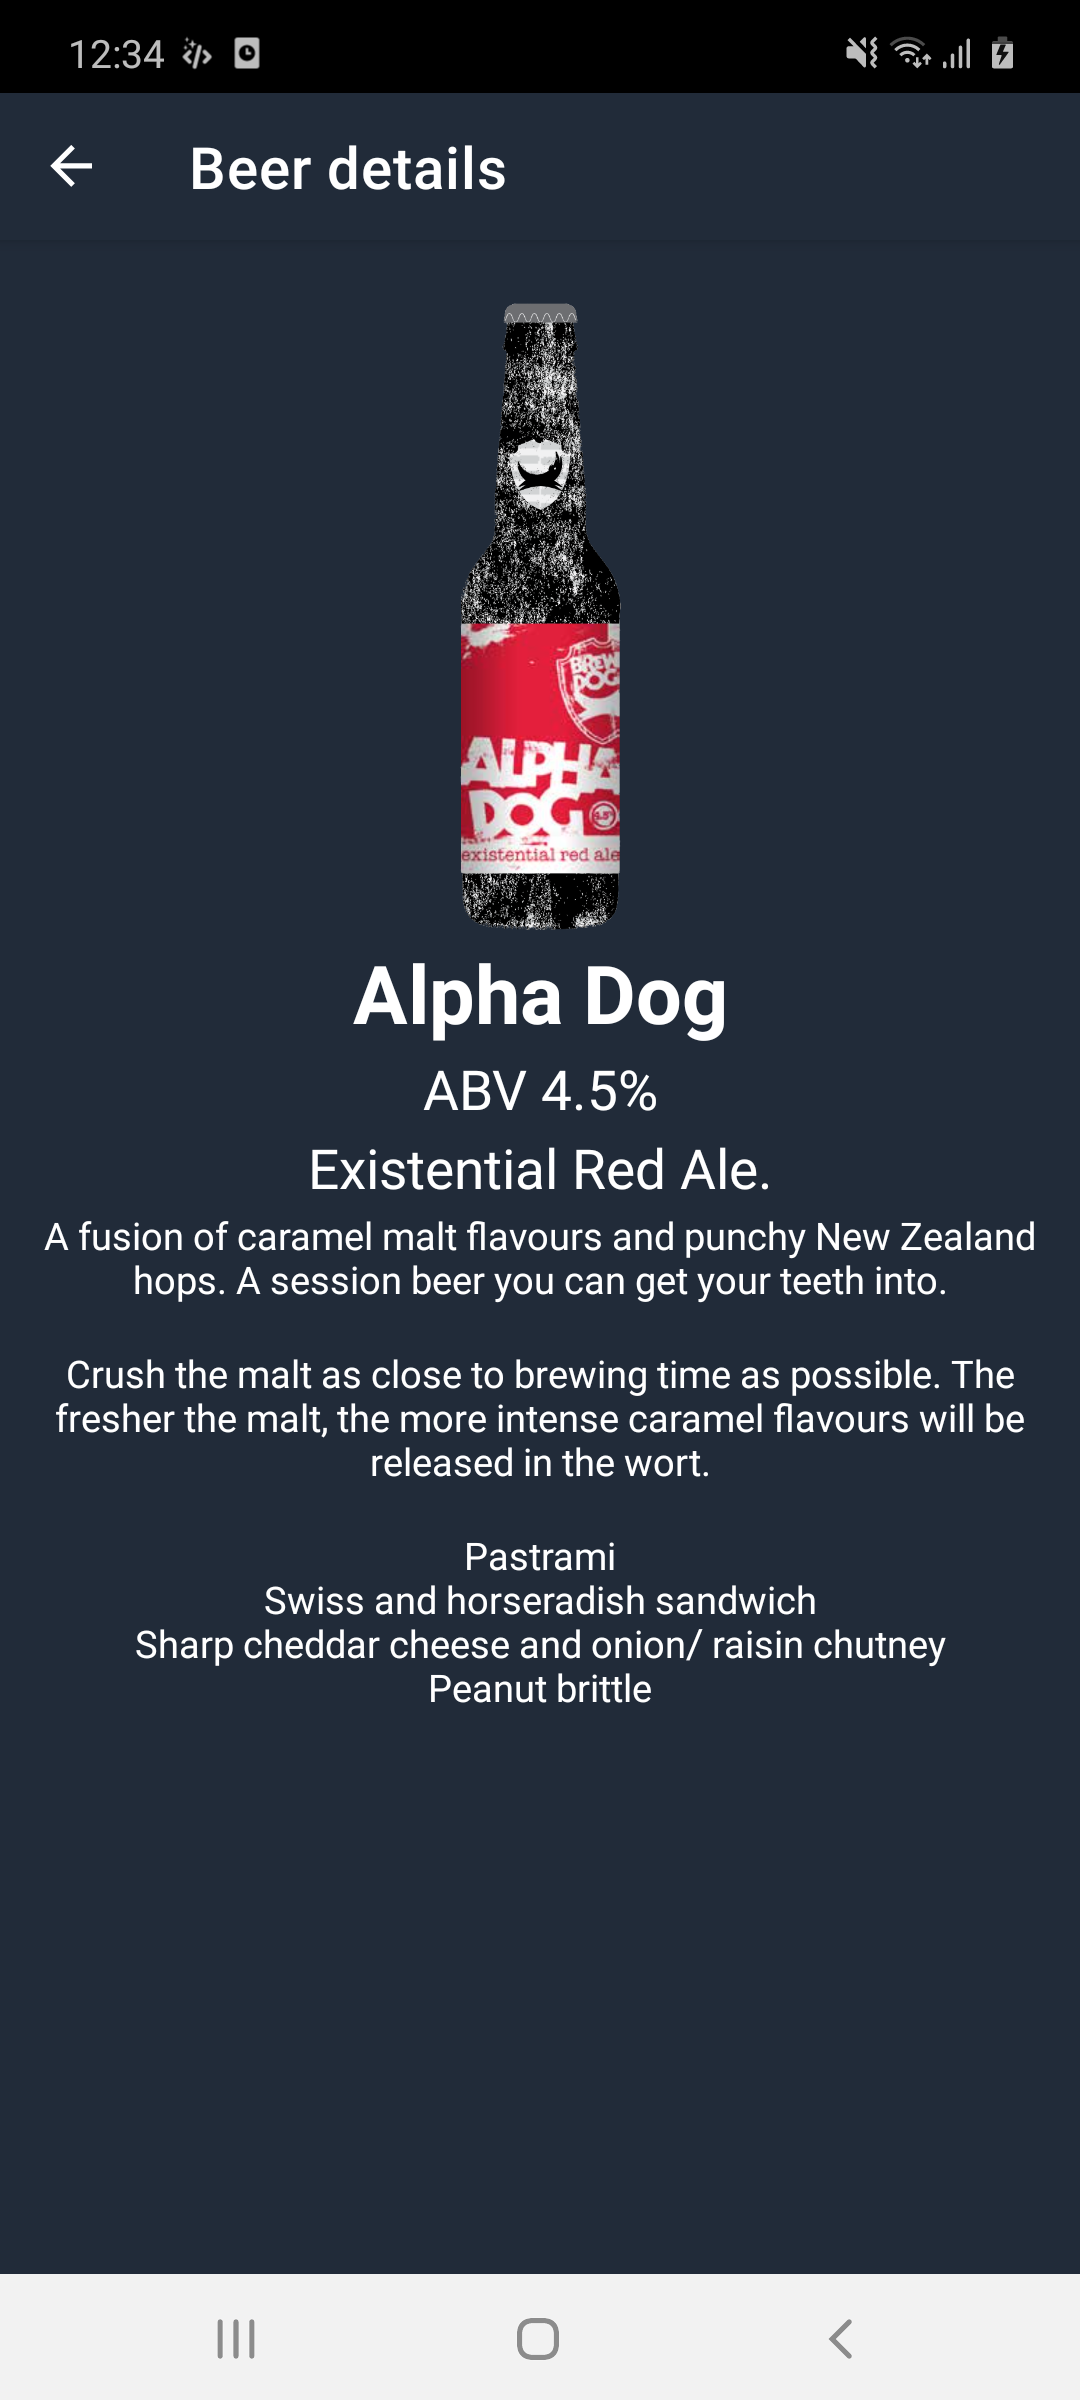 12:34
Beer details
BREW
DOG
ALPHA
DOG
existential red ale
Alpha Dog
ABV 4.5%
Existential Red Ale.
A fusion of caramel malt flavours and punchy New Zealand
hops. A session beer you can get your teeth into.
Crush the malt as close to brewing time as possible. The
fresher the malt, the more intense caramel flavours will be
released in the wort.
Pastrami
Swiss and horseradish sandwich
Sharp cheddar cheese and onion/ raisin chutney
Peanut brittle